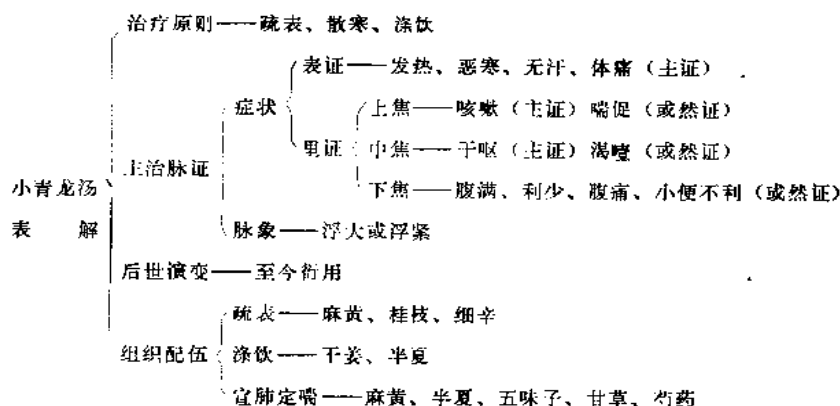 治疗原则——疏表、散寒、涤饮
表证——发热、恶寒、无汗、体痛（主证）
症状
上焦——咳嗽（主证）喘促（或然证）
里证
中焦——干呕（主证）渴噎（或然证）
下焦——腹满、利少、腹痛、小便不利（或然证）
主治脉证
小青龙汤
表解
脉象——浮大或浮紧
后世演变——至今衍用
疏表——麻黄、桂枝、细辛
组织配伍
涤饮——干姜、半夏
宣肺定喘——麻黄、半夏、五味子、甘草、芍药